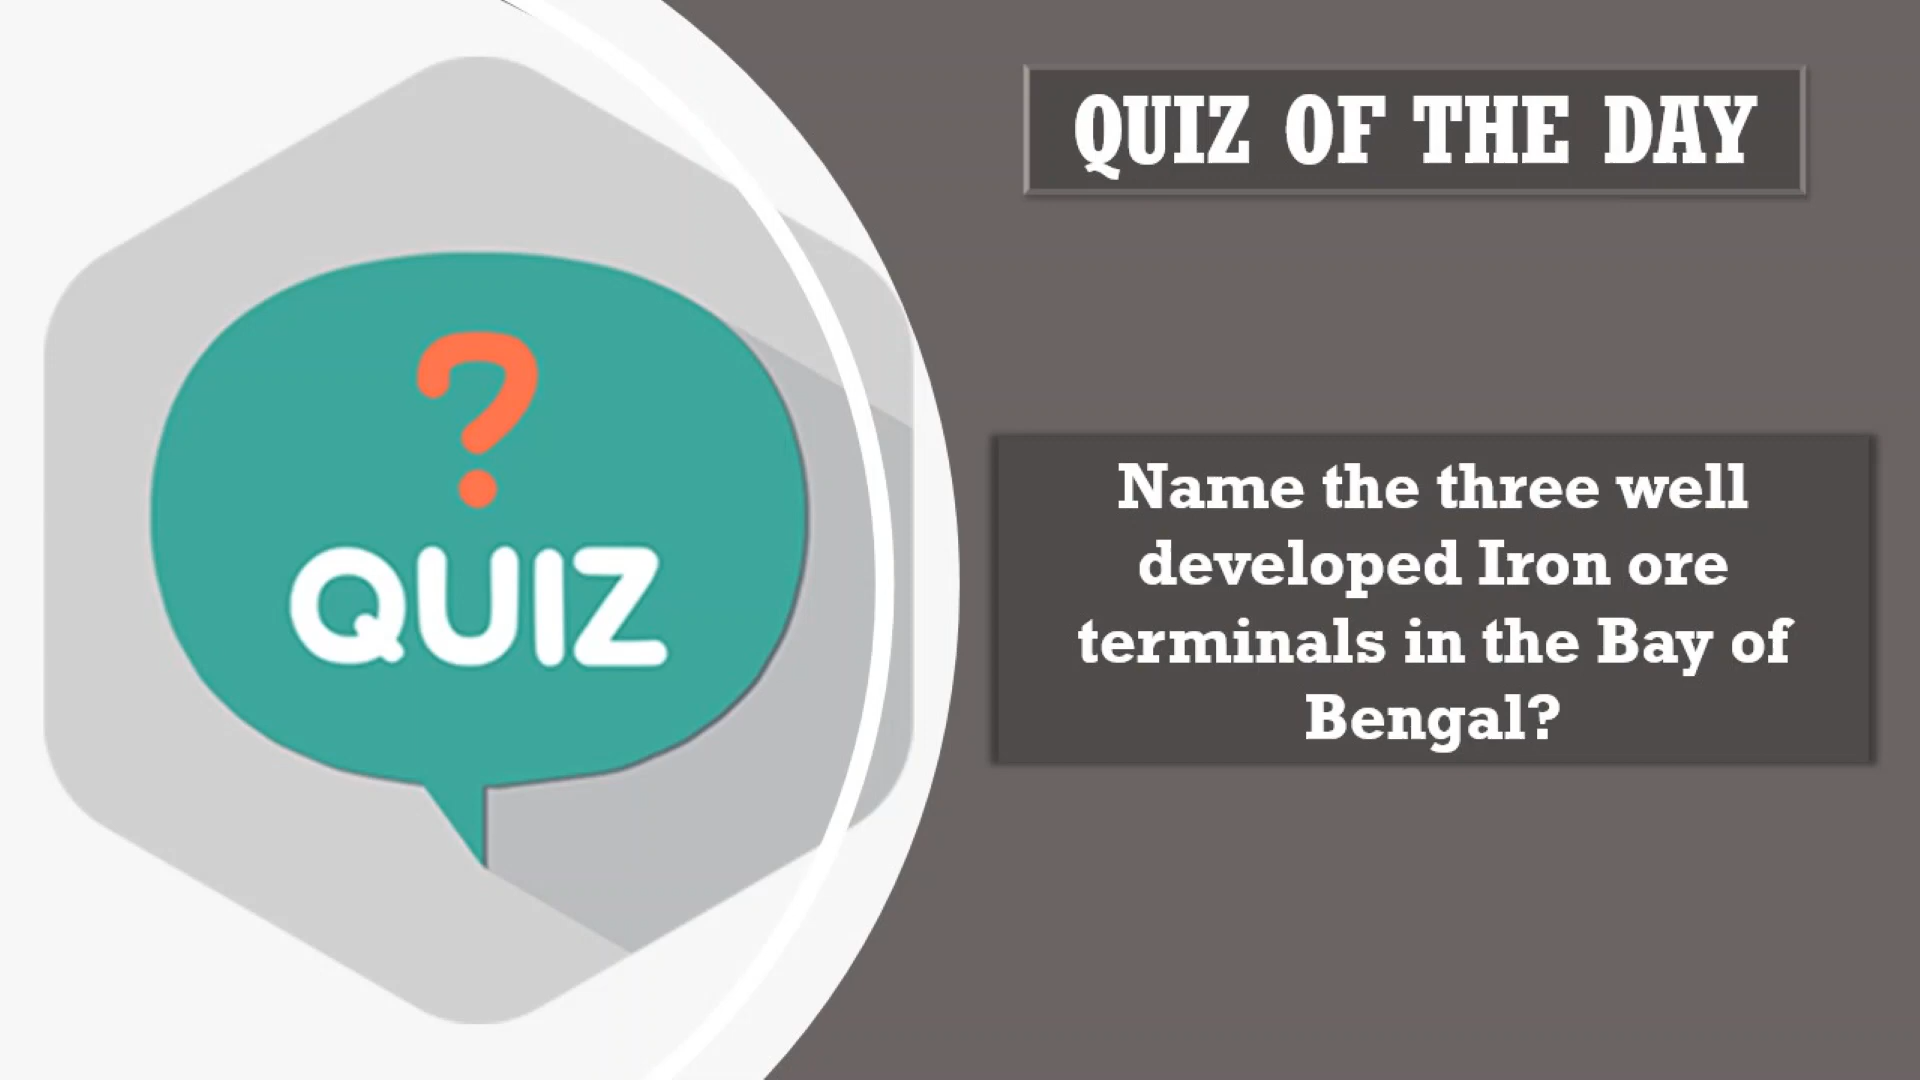 QUIZ OF THE DAY
?
QUIZ
Name the three well
developed Iron ore
terminals in the Bay of
Bengal?